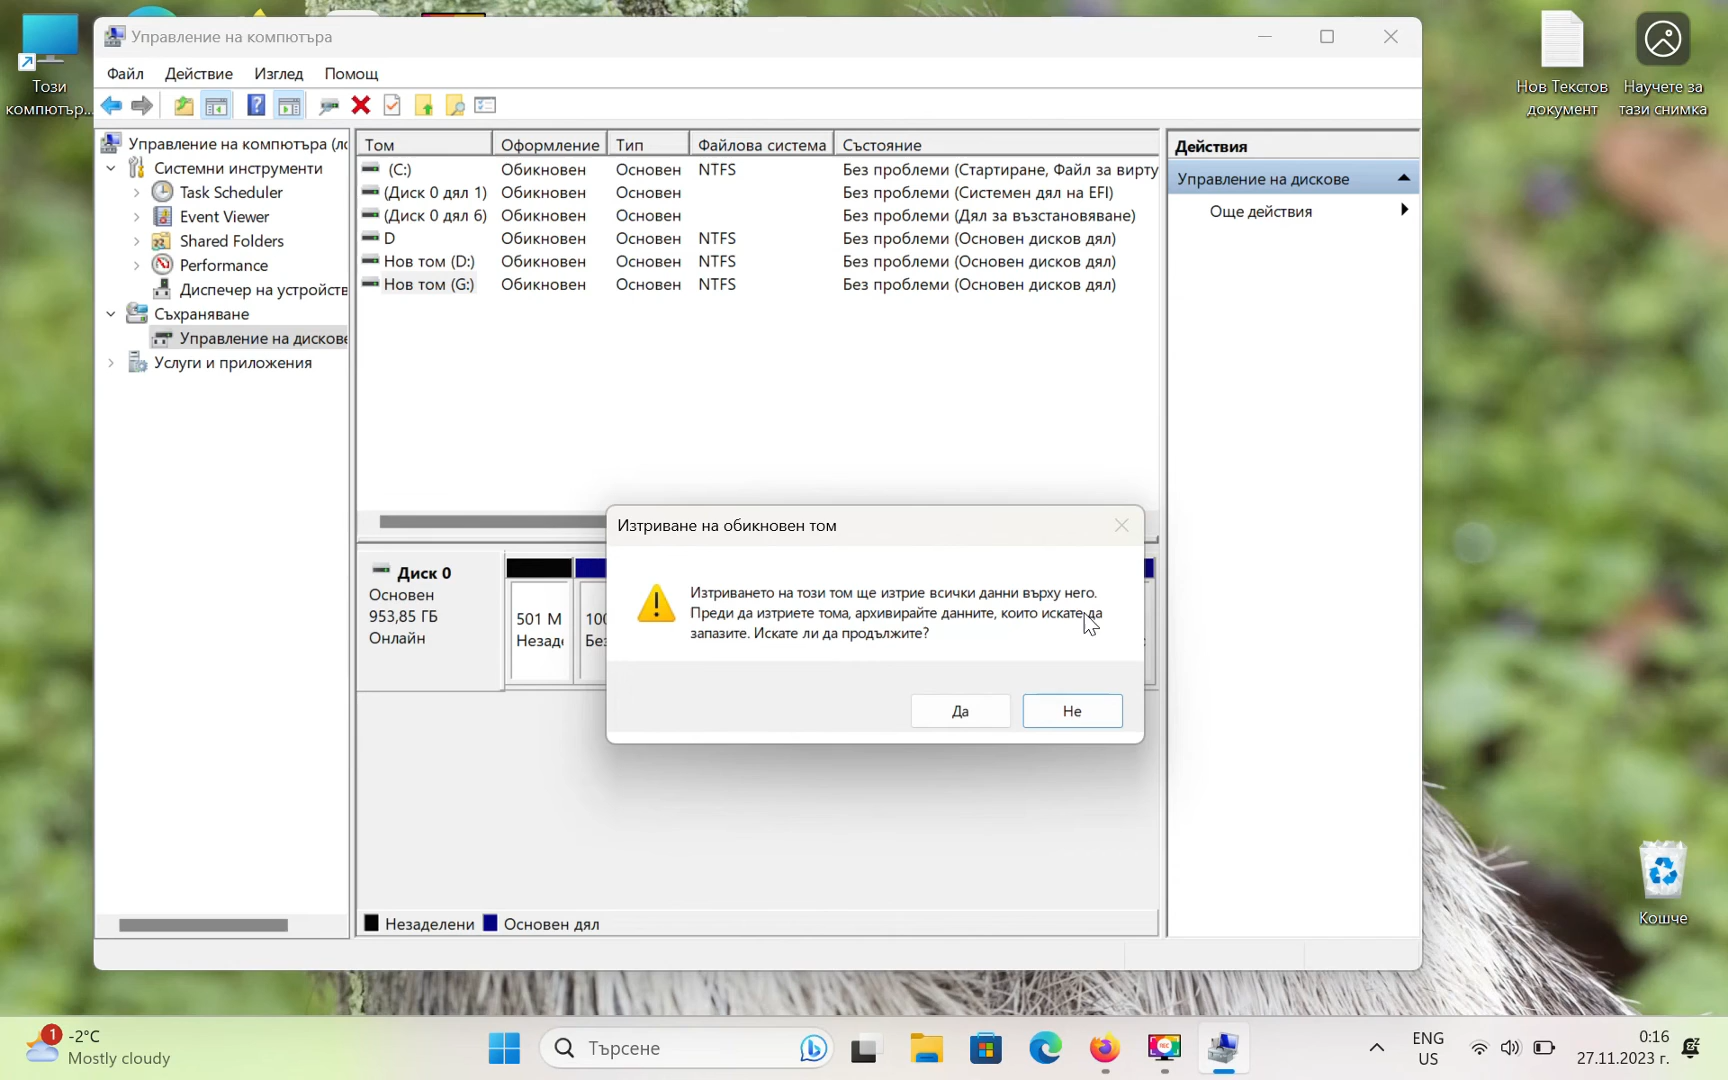 Този
компютър...
Нов Текстов
документ
Научете за
тази снимка
Управление на компютъра
Файл Действие Изглед Помощ
Управление на компютъра (ло
Системни инструменти
Task Scheduler
Event Viewer
Shared Folders
Performance
Диспечер на устройств
Съхраняване
Управление на дискове
Услуги и приложения
Том Оформление Тип Файлова система Състояние
(C:) Обикновен Основен NTFS Без проблеми (Стартиране, Файл за вирту
(Диск 0 дял 1) Обикновен Основен Без проблеми (Системен дял на EFI)
(Диск 0 дял 6) Обикновен Основен Без проблеми (Дял за възстановяване)
D Обикновен Основен NTFS Без проблеми (Основен дисков дял)
Нов том (D:) Обикновен Основен NTFS Без проблеми (Основен дисков дял)
Нов том (G:) Обикновен Основен NTFS Без проблеми (Основен дисков дял)
Действия
Управление на дискове
Още действия
Диск 0
Основен
953,85 ГБ
Онлайн
501 М
Незаде
100
Без
Изтриване на обикновен том
Изтриването на този том ще изтрие всички данни върху него.
Преди да изтриете тома, архивирайте данните, които искате да
запазите. Искате ли да продължите?
Да Не
Незаделени Основен дял
Кошче
1
-2°C
Mostly cloudy
Търсене
REC
ENG
US
0:16
27.11.2023 г.